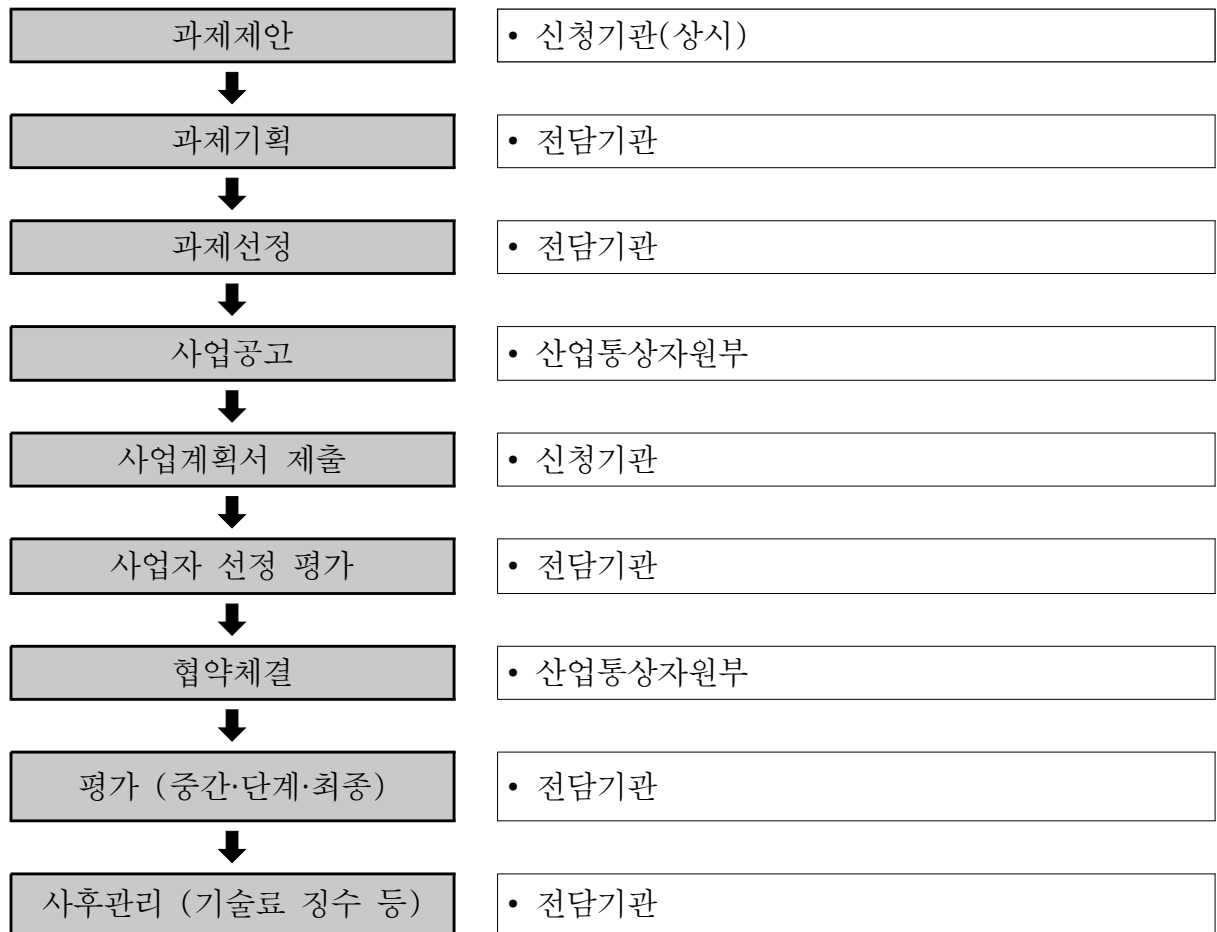 과제제안
• 신청기관(상시)
과제기획
• 전담기관
과제선정
• 전담기관
사업공고
• 산업통상자원부
사업계획서 제출
• 신청기관
사업자 선정 평가
• 전담기관
협약체결
• 산업통상자원부
평가 (중간·단계·최종)
• 전담기관
사후관리 (기술료 징수 등)
• 전담기관